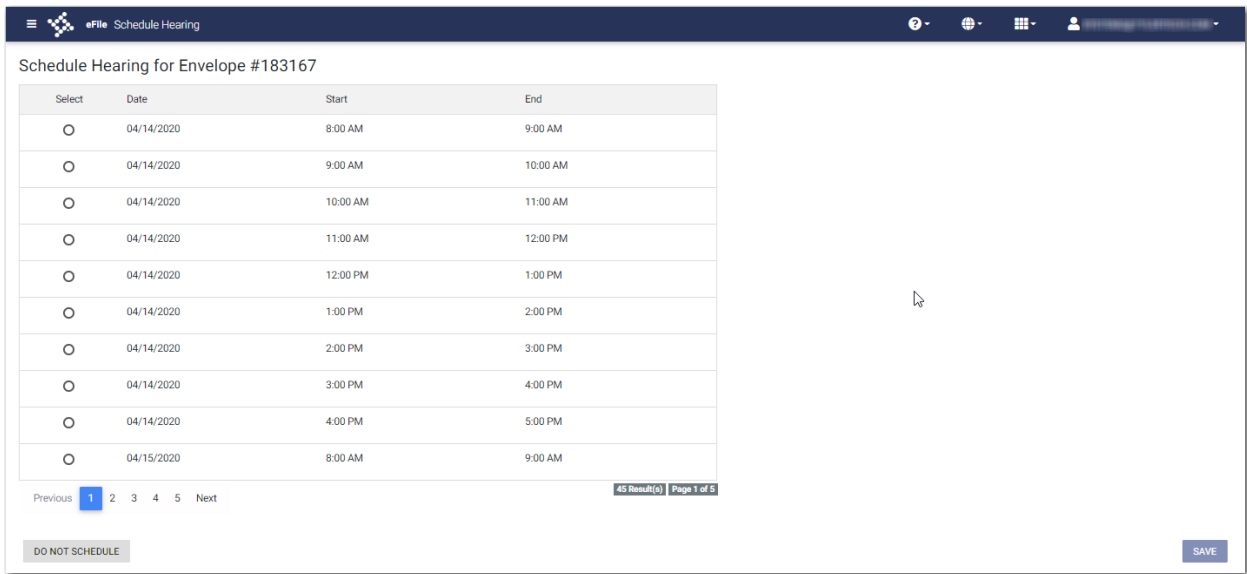 eFile Schedule Hearing
Schedule Hearing for Envelope #183167
Select Date Start End
04/14/2020 8:00 AM 9:00 AM
04/14/2020 9:00 AM 10:00 AM
04/14/2020 10:00 AM 11:00 AM
04/14/2020 11:00 AM 12:00 PM
04/14/2020 12:00 PM 1:00 PM
04/14/2020 1:00 PM 2:00 PM
04/14/2020 2:00 PM 3:00 PM
04/14/2020 3:00 PM 4:00 PM
04/14/2020 4:00 PM 5:00 PM
04/15/2020 8:00 AM 9:00 AM
Previous 1 2 3 4 5 Next 45 Result(s) Page 1 of 5
DO NOT SCHEDULE SAVE